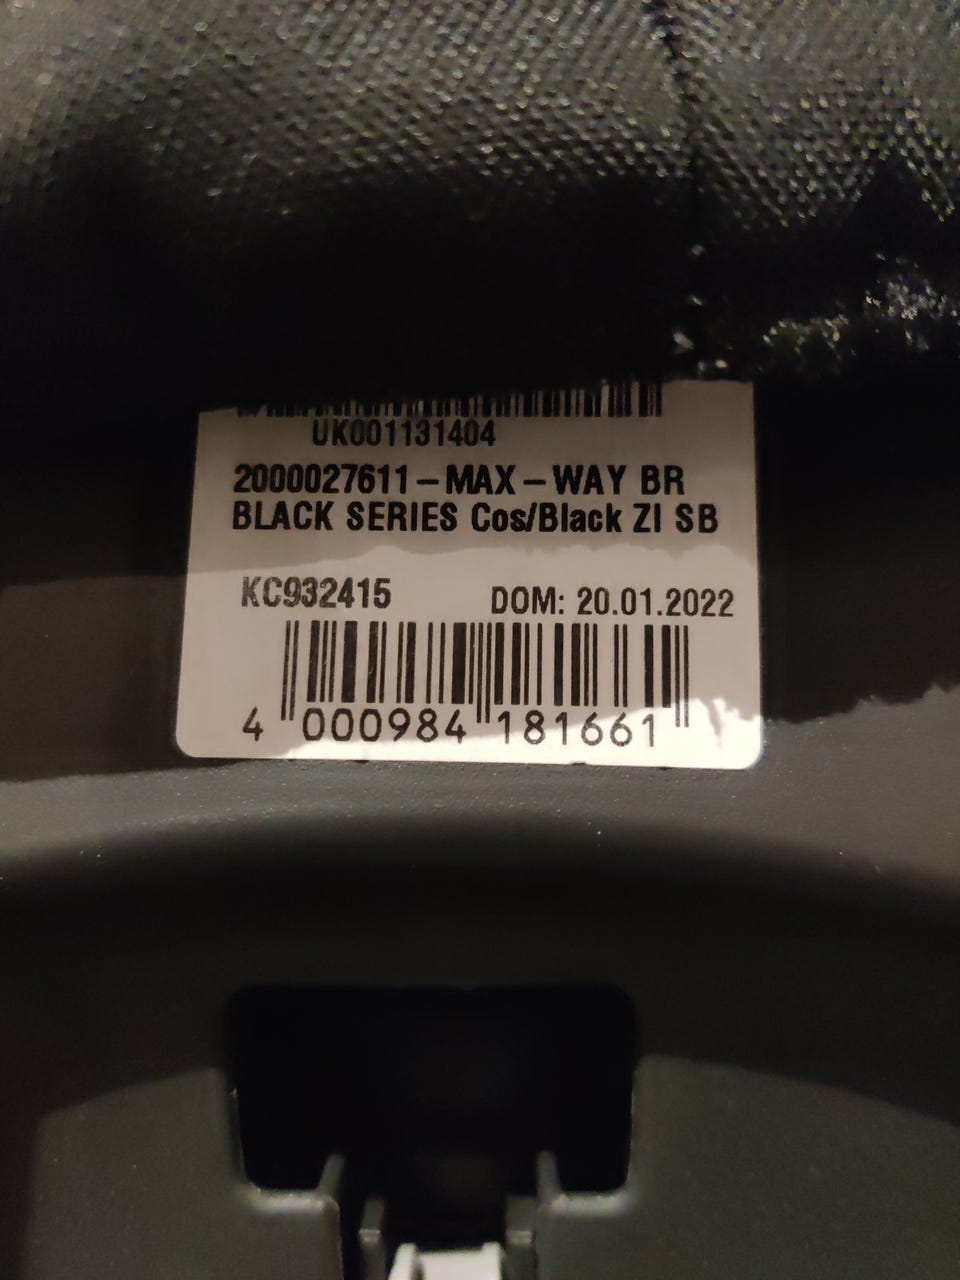 UK001131404
2000027611-MAX-WAY BR
BLACK SERIES Cos/Black ZI SB
KC932415 DOM: 20.01.2022
4 000984 181661